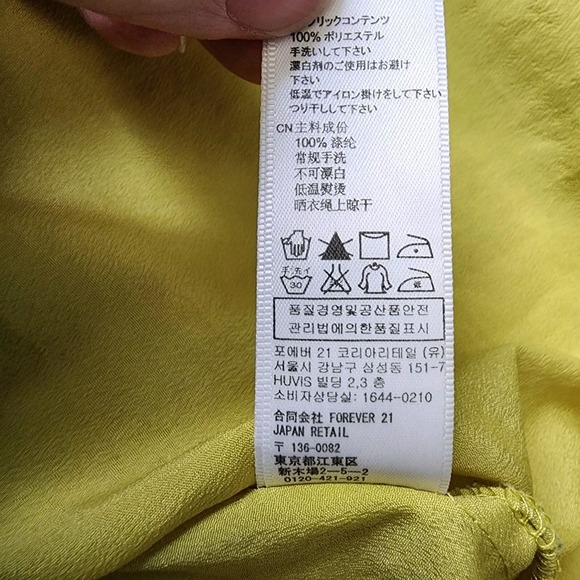 ブリックコンテンツ
100% ポリエステル
手洗いして下さい
漂白剤のご使用はお避け
下さい
低温でアイロン掛けをして下さい
つり干しして下さい
CN 主料成份
100% 涤纶
常规手洗
不可漂白
低温熨烫
晒衣绳上晾干
手洗イ
30
低
품질경영및공산품안전
관리법에의한품질표시
포에버 21 코리아리테일 (유)
서울시 강남구 삼성동 151-7
HUVIS 빌딩 2,3 층
소비자상담실: 1644-0210
合同会社 FOREVER 21
JAPAN RETAIL
〒 136-0082
東京都江東区
新木場2-5-2
0120-421-921